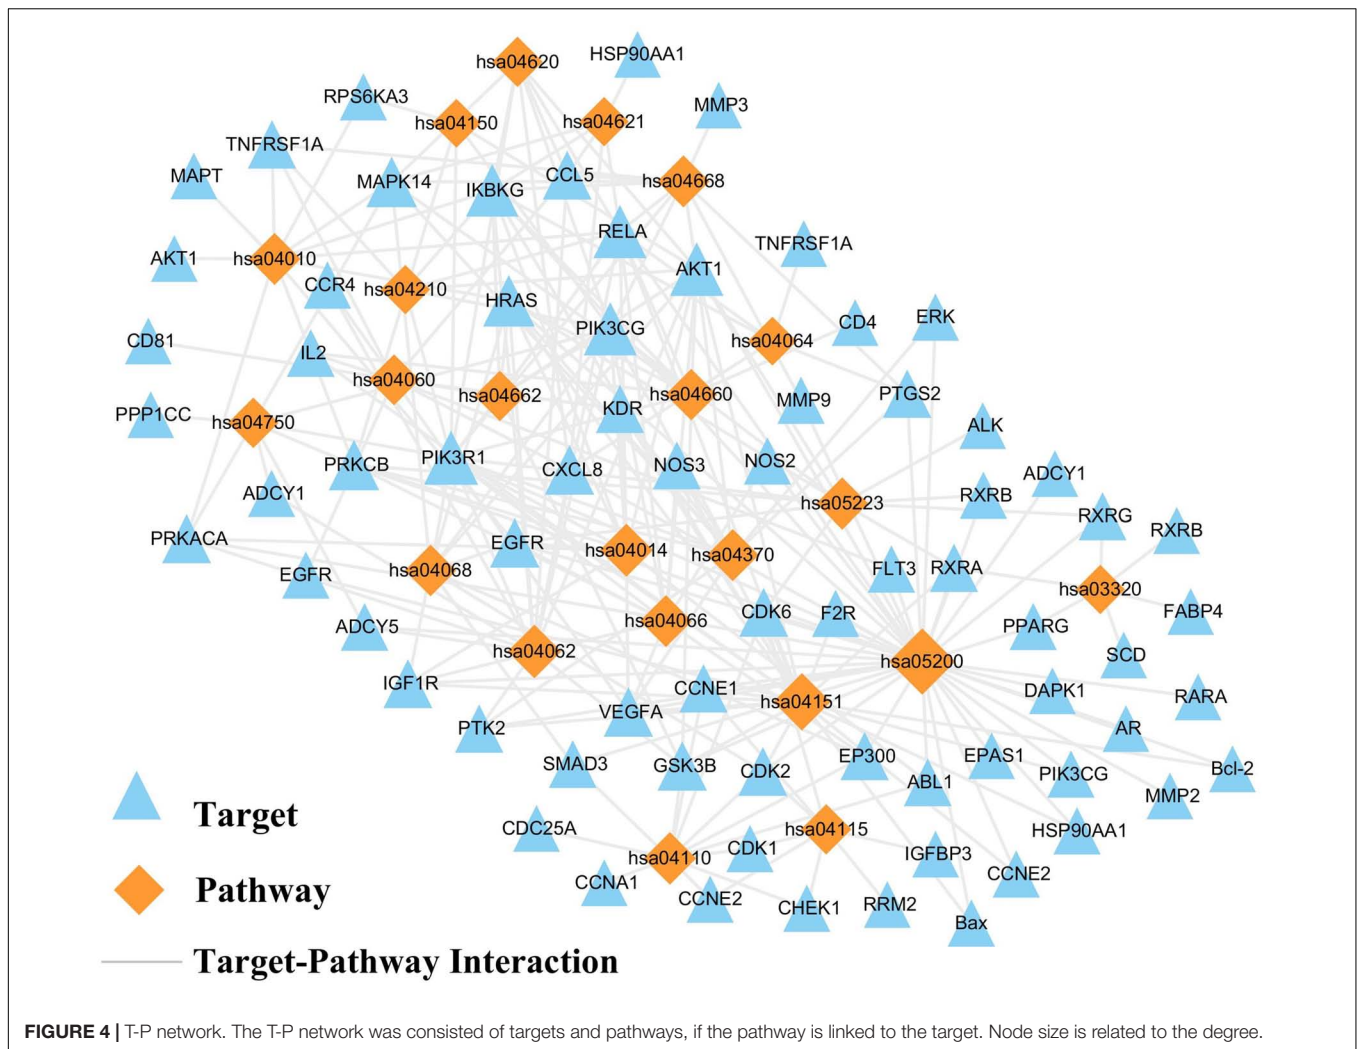 hsa04620
HSP90AA1
RPS6KA3
MMP3
hsa04150
hsa04621
TNFRSF1A
MAPT
MAPK14
IKBKG
CCL5
hsa04668
RELA
TNFRSF1A
AKT1
hsa04010
AKT1
CCR4
hsa04210
HRAS
PIK3CG
CD4
ERK
CD81
IL2
hsa04064
hsa04060
hsa04662
hsa04660
KDR
MMP9
PTGS2
PPP1CC
hsa04750
ALK
PRKCB
PIK3R1
CXCL8
NOS3
NOS2
ADCY1
ADCY1
RXRB
hsa05223
RXRG
RXRB
PRKACA
EGFR
hsa04014
hsa04370
EGFR
hsa04068
FLT3
RXRA
hsa03320
FABP4
ADCY5
hsa04066
CDK6
F2R
PPARG
hsa04062
hsa05200
SCD
IGF1R
CCNE1
hsa04151
DAPK1
RARA
PTK2
VEGFA
AR
SMAD3
GSK3B
CDK2
EP300
ABL1
EPAS1
PIK3CG
Bcl-2
MMP2
Target
CDC25A
hsa04115
HSP90AA1
hsa04110
CDK1
IGFBP3
CCNE2
Pathway
CCNA1
CCNE2
CHEK1
RRM2
Bax
Target-Pathway Interaction
FIGURE 4 | T-P network. The T-P network was consisted of targets and pathways, if the pathway is linked to the target. Node size is related to the degree.